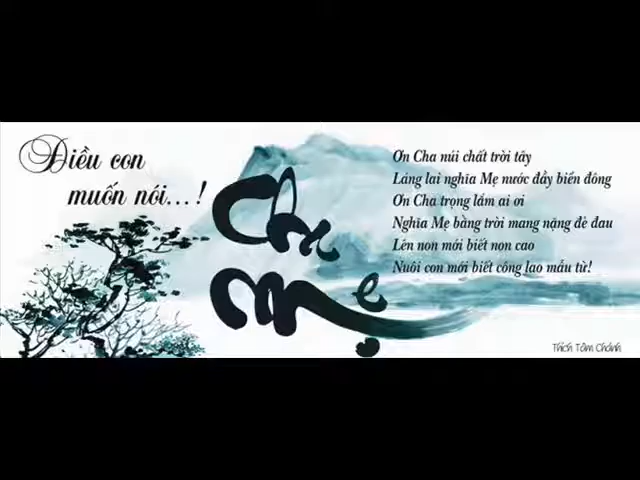 Điều con
muốn nói...!
Cha
Mẹ
Ơn Cha núi chất trời tây
Láng lai nghĩa Mẹ nước đầy biển đông
Ơn Cha trọng lắm ai ơi
Nghĩa Mẹ bằng trời mang nặng đẻ đau
Lên non mới biết non cao
Nuôi con mới biết công lao mẫu từ!
Thích Tâm Chánh